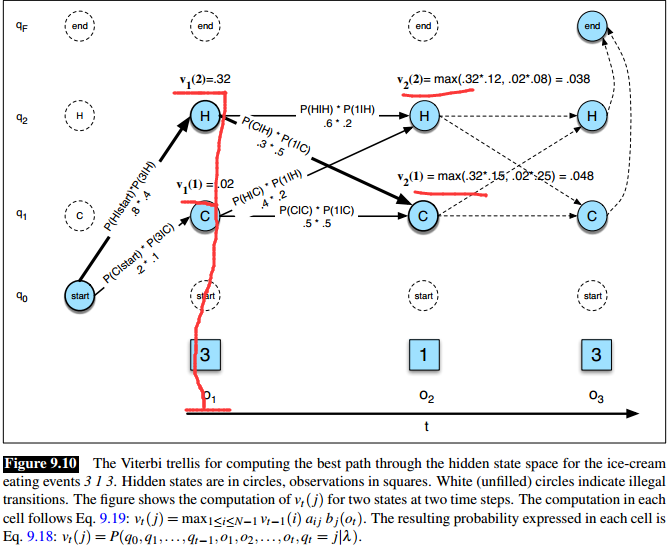 q_F end end end end
v_1(2)=.32 v_2(2)= max(.32*.12, .02*.08) = .038
P(H|H) * P(1|H)
.6 * .2
q_2 H H H H
P(C|H) * P(1|C)
.3 * .5
P(H|start)*P(3|H)
.8 * .4
v_1(1) = .02 v_2(1) = max(.32*.15, .02*.25) = .048
P(H|C) * P(1|H)
.4 * .2
q_1 C C C C
P(C|C) * P(1|C)
.5 * .5
P(C|start) * P(3|C)
.2 * .1
q_0 start start start start
3 1 3
o_1 o_2 o_3
t
Figure 9.10 The Viterbi trellis for computing the best path through the hidden state space for the ice-cream
eating events 3 1 3. Hidden states are in circles, observations in squares. White (unfilled) circles indicate illegal
transitions. The figure shows the computation of v_t(j) for two states at two time steps. The computation in each
cell follows Eq. 9.19: v_t(j) = max_{1≤i≤N−1} v_{t−1}(i) a_{ij} b_j(o_t). The resulting probability expressed in each cell is
Eq. 9.18: v_t(j) = P(q_0,q_1,…,q_{t−1},o_1,o_2,…,o_t,q_t = j|λ).